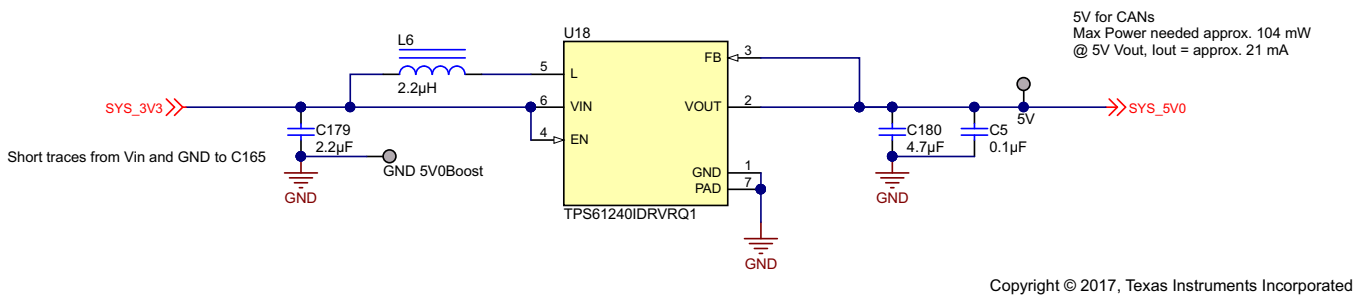 5V for CANs
Max Power needed approx. 104 mW
@ 5V Vout, Iout = approx. 21 mA
U18
L6
2.2µH
5
L
FB
3
SYS_3V3
6
VIN
VOUT
2
5V
SYS_5V0
4
EN
C179
2.2µF
C180
4.7µF
C5
0.1µF
Short traces from Vin and GND to C165
GND 5V0Boost
GND
1
PAD
7
GND
GND
TPS61240IDRVRQ1
GND
Copyright © 2017, Texas Instruments Incorporated